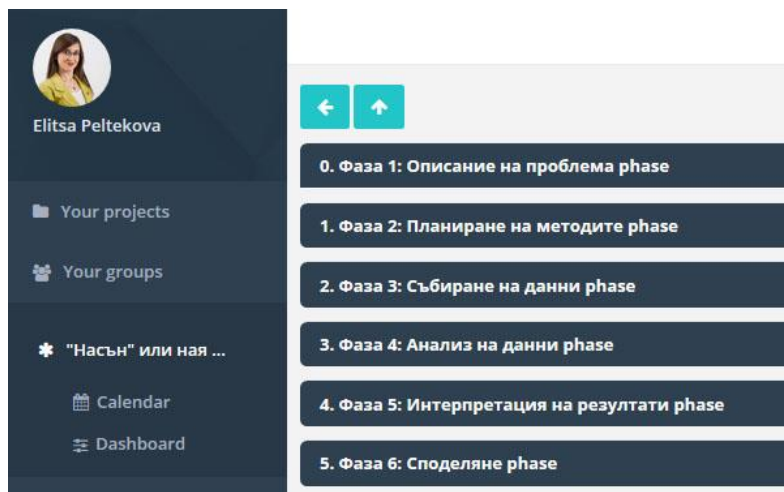 Elitsa Peltekova
Your projects
Your groups
"Насън" или ная ...
Calendar
Dashboard
0. Фаза 1: Описание на проблема phase
1. Фаза 2: Планиране на методите phase
2. Фаза 3: Събиране на данни phase
3. Фаза 4: Анализ на данни phase
4. Фаза 5: Интерпретация на резултати phase
5. Фаза 6: Споделяне phase